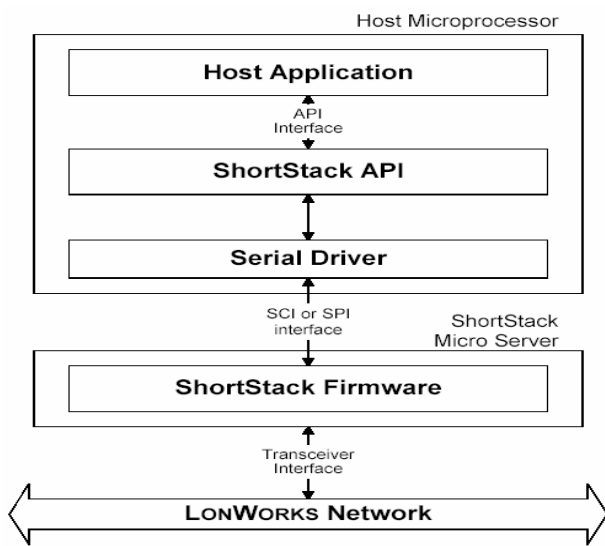 Host Microprocessor
Host Application
API
Interface
ShortStack API
Serial Driver
SCI or SPI
interface
ShortStack
Micro Server
ShortStack Firmware
Transceiver
Interface
LONWORKS Network